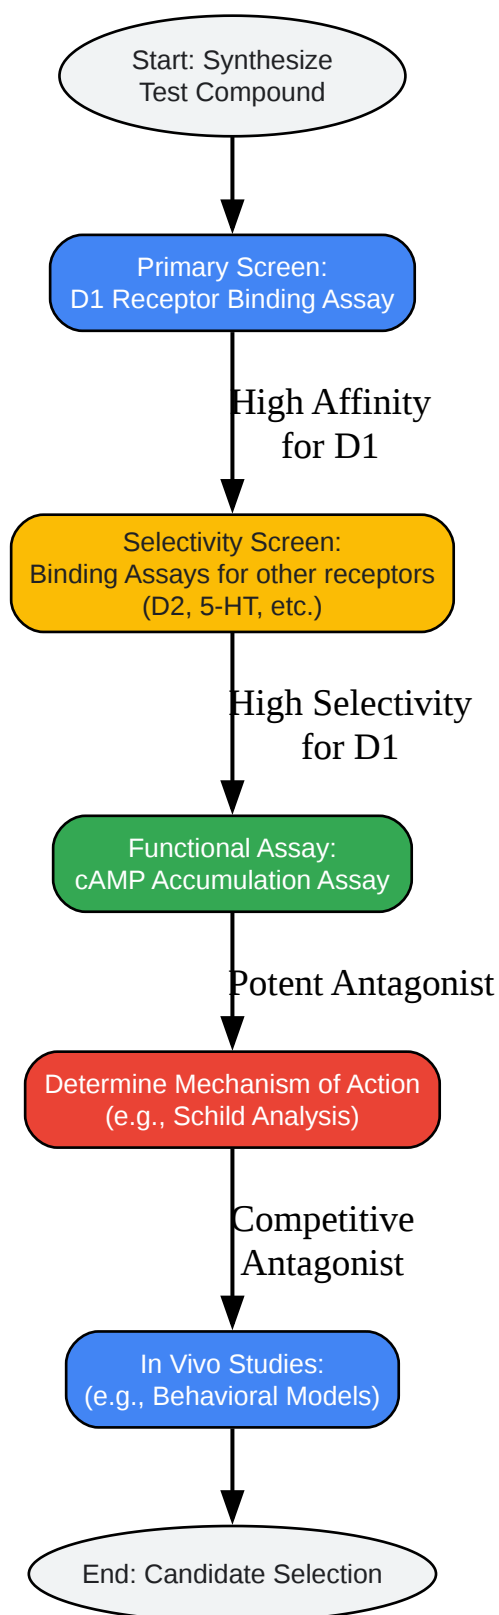 Start: Synthesize
Test Compound
Primary Screen:
D1 Receptor Binding Assay
High Affinity
for D1
Selectivity Screen:
Binding Assays for other receptors
(D2, 5-HT, etc.)
High Selectivity
for D1
Functional Assay:
cAMP Accumulation Assay
Potent Antagonist
Determine Mechanism of Action
(e.g., Schild Analysis)
Competitive
Antagonist
In Vivo Studies:
(e.g., Behavioral Models)
End: Candidate Selection